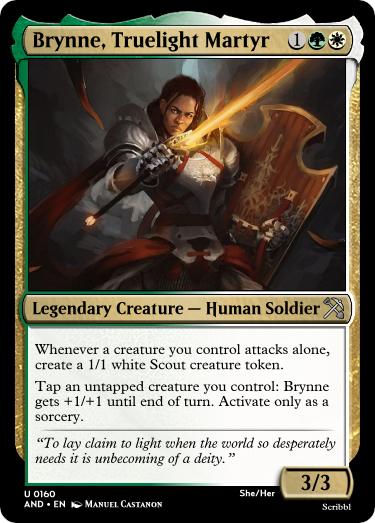 Brynne, Truelight Martyr 1
Legendary Creature — Human Soldier
Whenever a creature you control attacks alone,
create a 1/1 white Scout creature token.
Tap an untapped creature you control: Brynne
gets +1/+1 until end of turn. Activate only as a
sorcery.
“To lay claim to light when the world so desperately
needs it is unbecoming of a deity.”
3/3
U 0160
She/Her
AND • EN Manuel Castanon
Scribbl